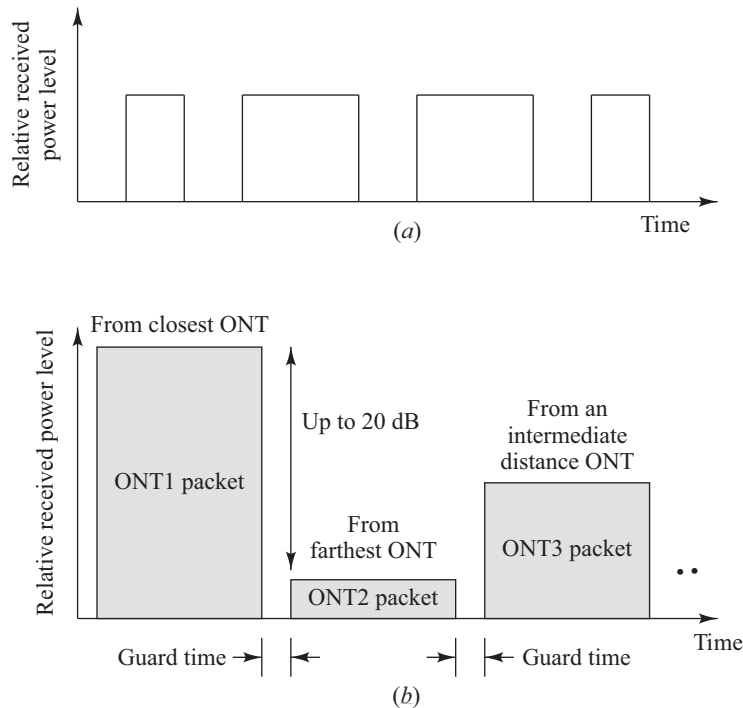 Relative received
power level
Time
(a)
Relative received power level
From closest ONT
ONT1 packet
Up to 20 dB
From
farthest ONT
ONT2 packet
From an
intermediate
distance ONT
ONT3 packet
Time
Guard time
Guard time
(b)